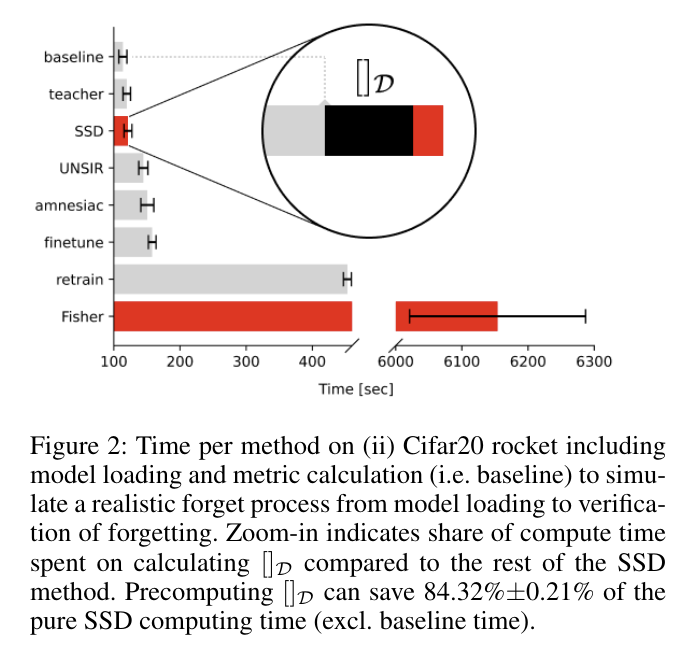 baseline
[]𝒟
teacher
SSD
UNSIR
amnesiac
finetune
retrain
Fisher
100 200 300 400 6000 6100 6200 6300
Time [sec]
Figure 2: Time per method on (ii) Cifar20 rocket including
model loading and metric calculation (i.e. baseline) to simu-
late a realistic forget process from model loading to verifica-
tion of forgetting. Zoom-in indicates share of compute time
spent on calculating []𝒟 compared to the rest of the SSD
method. Precomputing []𝒟 can save 84.32%±0.21% of the
pure SSD computing time (excl. baseline time).